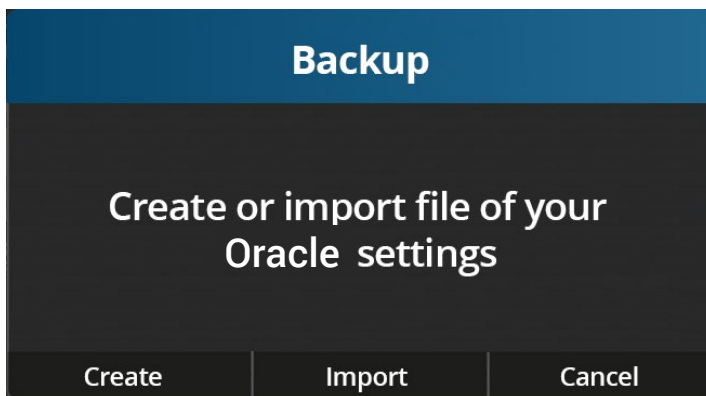 Backup
Create or import file of your
Oracle settings
Create Import Cancel